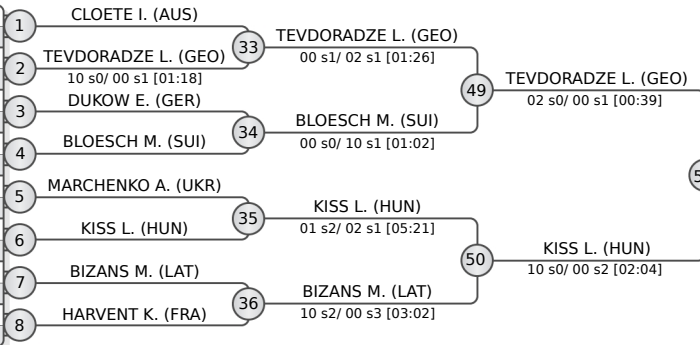 1
CLOETE I. (AUS)
2
TEVDORADZE L. (GEO)
10 s0/ 00 s1 [01:18]
33
TEVDORADZE L. (GEO)
00 s1/ 02 s1 [01:26]
3
DUKOW E. (GER)
4
BLOESCH M. (SUI)
34
BLOESCH M. (SUI)
00 s0/ 10 s1 [01:02]
49
TEVDORADZE L. (GEO)
02 s0/ 00 s1 [00:39]
5
MARCHENKO A. (UKR)
6
KISS L. (HUN)
35
KISS L. (HUN)
01 s2/ 02 s1 [05:21]
7
BIZANS M. (LAT)
8
HARVENT K. (FRA)
36
BIZANS M. (LAT)
10 s2/ 00 s3 [03:02]
50
KISS L. (HUN)
10 s0/ 00 s2 [02:04]